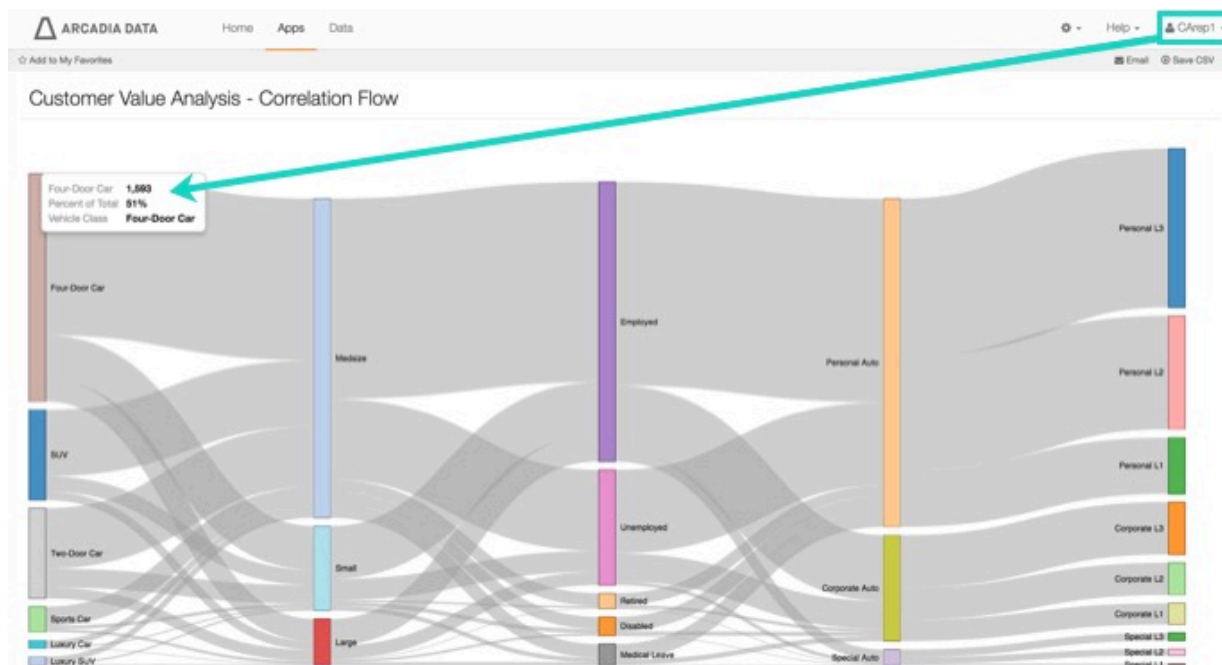 ARCADIA DATA Home Apps Data Help CArep1
Add to My Favorites Email Save CSV
Customer Value Analysis - Correlation Flow
Four-Door Car 1,593
Percent of Total 51%
Vehicle Class Four-Door Car
Four-Door Car
SUV
Two-Door Car
Sports Car
Luxury Car
Luxury SUV
Medsize
Small
Large
Employed
Unemployed
Retired
Disabled
Medical Leave
Personal Auto
Corporate Auto
Special Auto
Personal L3
Personal L2
Personal L1
Corporate L3
Corporate L2
Corporate L1
Special L3
Special L2
Special L1